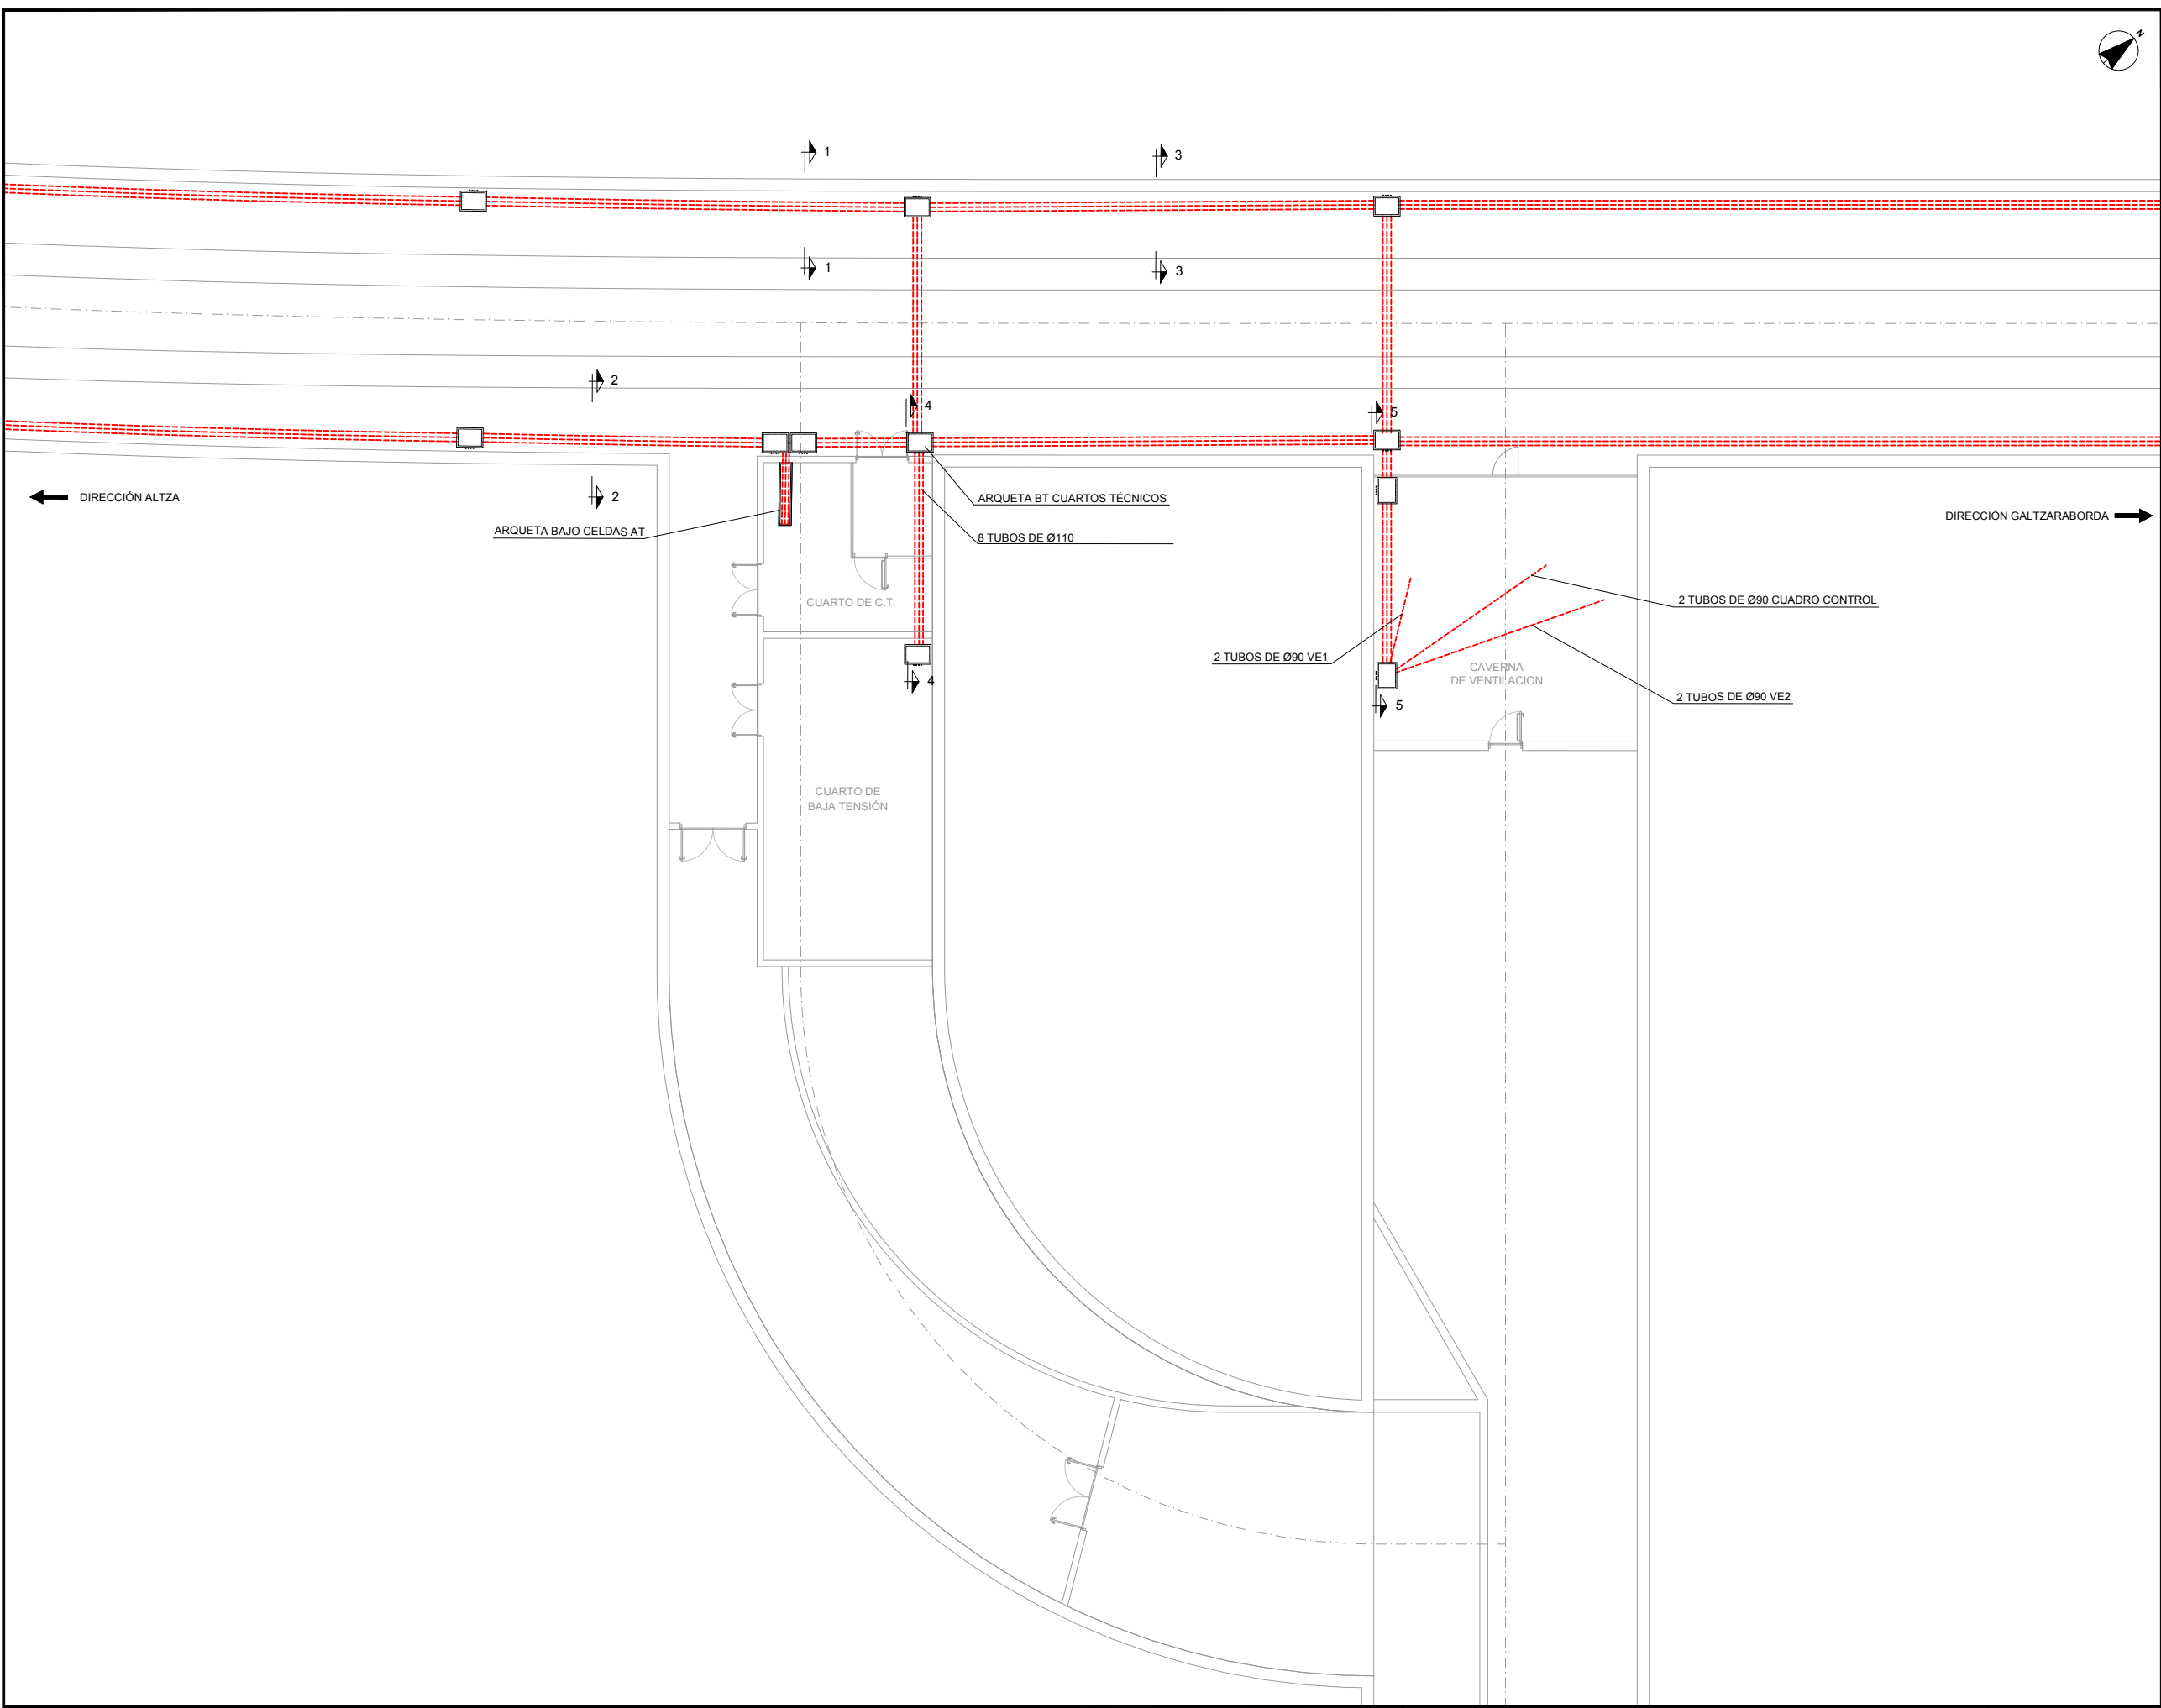 N
1
3
1
3
2
4
5
2
DIRECCIÓN ALTZA
ARQUETA BT CUARTOS TÉCNICOS
DIRECCIÓN GALTZARABORDA
ARQUETA BAJO CELDAS AT
8 TUBOS DE Ø110
CUARTO DE C.T.
2 TUBOS DE Ø90 CUADRO CONTROL
2 TUBOS DE Ø90 VE1
CAVERNA
DE VENTILACION
4
2 TUBOS DE Ø90 VE2
5
CUARTO DE
BAJA TENSIÓN